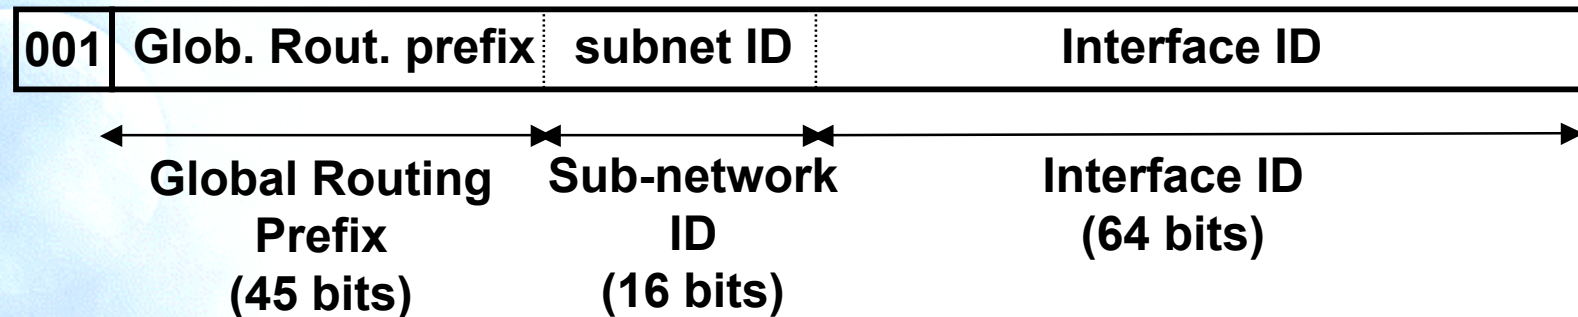 001 Glob. Rout. prefix subnet ID Interface ID
Global Routing Sub-network Interface ID
Prefix ID (64 bits)
(45 bits) (16 bits)